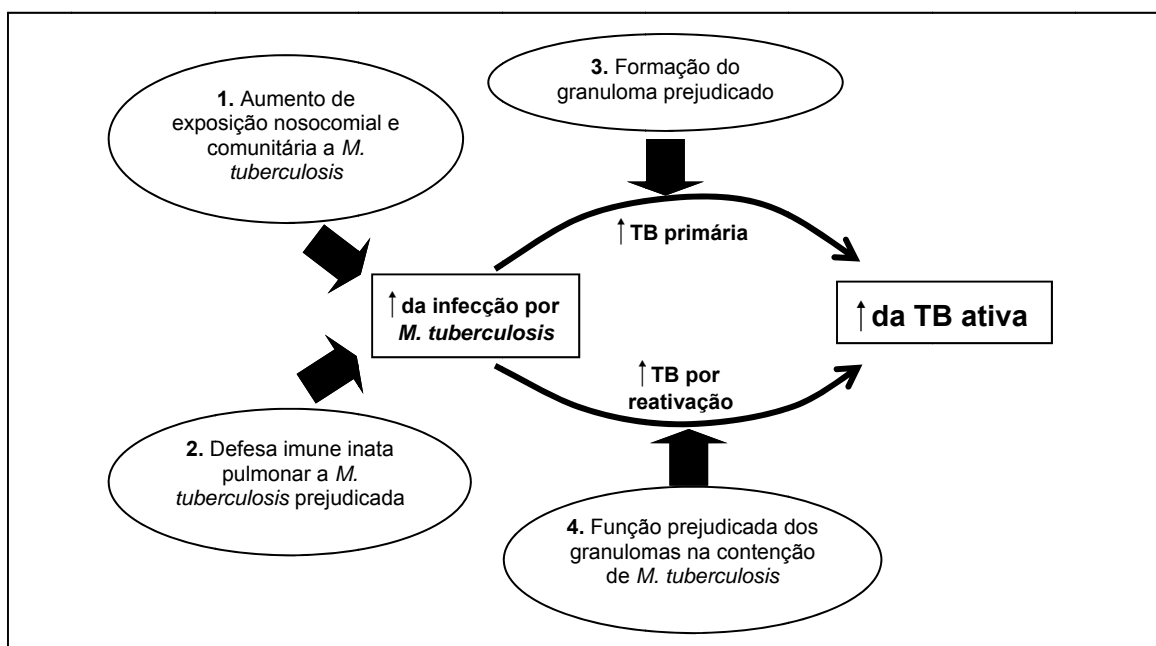 1. Aumento de
exposição nosocomial e
comunitária a M.
tuberculosis
3. Formação do
granuloma prejudicado
↑ TB primária
↑ da infecção por
M. tuberculosis
↑ da TB ativa
↑ TB por
reativação
2. Defesa imune inata
pulmonar a M.
tuberculosis prejudicada
4. Função prejudicada dos
granulomas na contenção
de M. tuberculosis